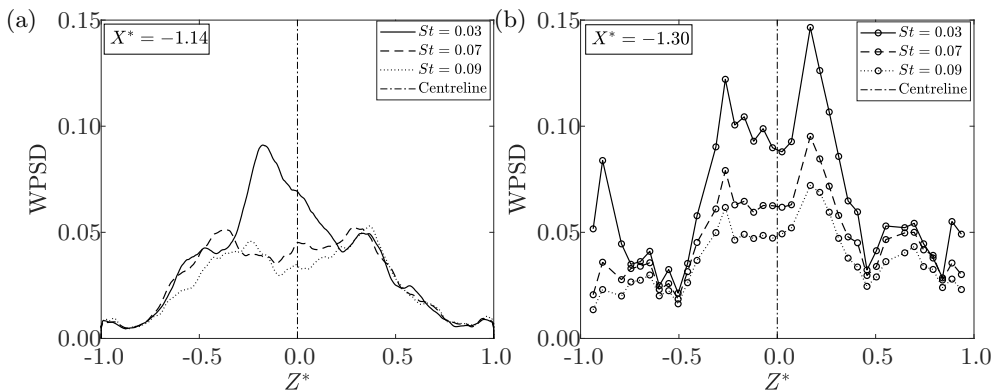 (a)
0.15
0.10
0.05
0.00
WPSD
X* = −1.14
St = 0.03
St = 0.07
St = 0.09
Centreline
-1.0 -0.5 0.0 0.5 1.0
Z*
(b)
0.15
0.10
0.05
0.00
WPSD
X* = −1.30
St = 0.03
St = 0.07
St = 0.09
Centreline
-1.0 -0.5 0 0.5 1.0
Z*